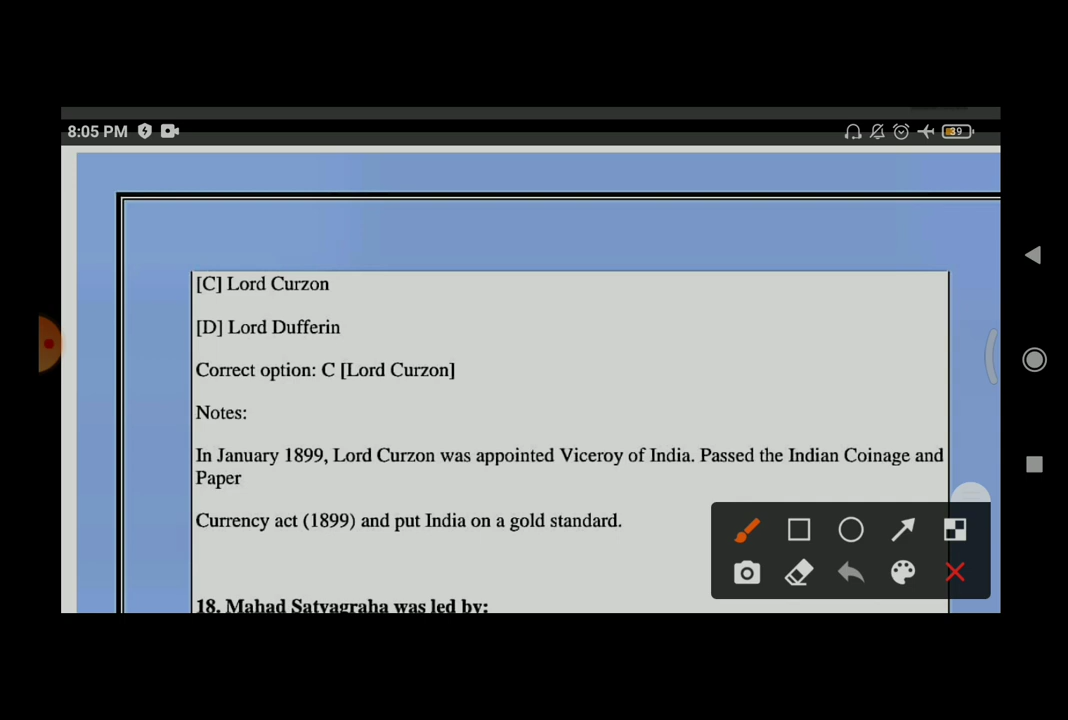 8:05 PM
39
[C] Lord Curzon
[D] Lord Dufferin
Correct option: C [Lord Curzon]
Notes:
In January 1899, Lord Curzon was appointed Viceroy of India. Passed the Indian Coinage and
Paper
Currency act (1899) and put India on a gold standard.
18. Mahad Satyagraha was led by: